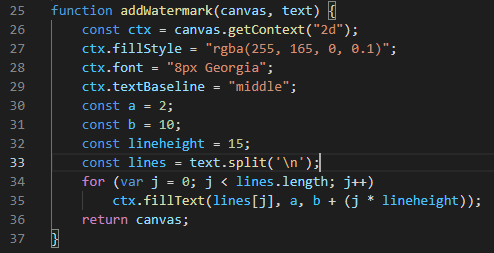 25 function addWatermark(canvas, text) {
26     const ctx = canvas.getContext("2d");
27     ctx.fillStyle = "rgba(255, 165, 0, 0.1)";
28     ctx.font = "8px Georgia";
29     ctx.textBaseline = "middle";
30     const a = 2;
31     const b = 10;
32     const lineheight = 15;
33     const lines = text.split('\n');
34     for (var j = 0; j < lines.length; j++)
35         ctx.fillText(lines[j], a, b + (j * lineheight));
36     return canvas;
37 }